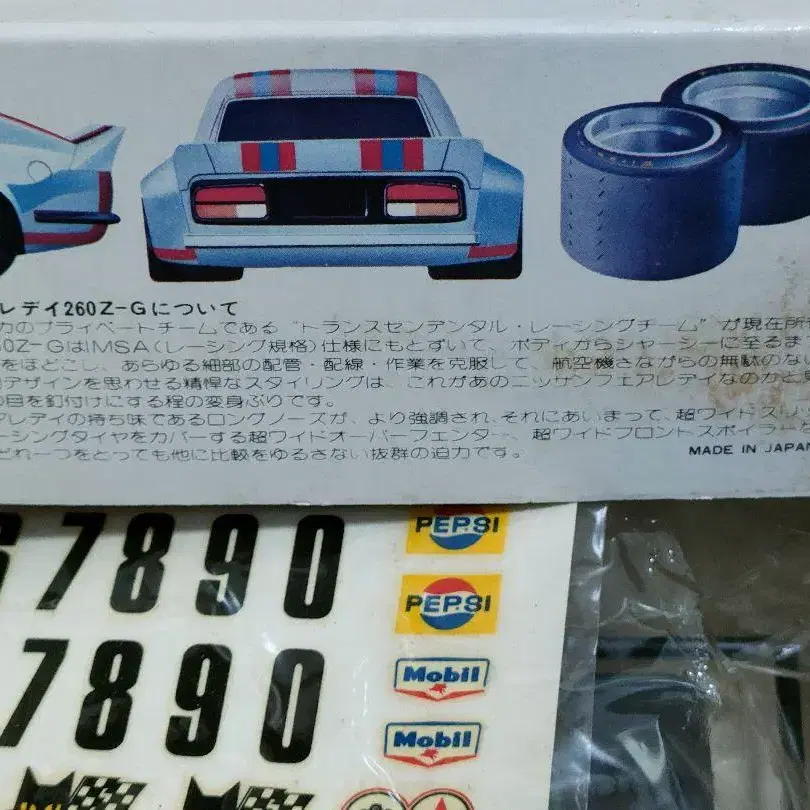 レデイ260Z-Gについて
カのプライベートチームである“トランスセンデンタル・レーシングチーム”が現在所
0Z-GはIMSA(レーシング規格)仕様にもとずいて、ボディからシャーシーに至るま
をほどこし、あらゆる細部の配管・配線・作業を克服して、航空機さながらの無駄のない
デザインを思わせる精悍なスタイリングは、これがあのニッサンフェアレデイなのかと
の目を釘付けにする程の変身ぶりです。
アレデイの持ち味であるロングノーズが、より強調され、それにあいまって、超ワイドスリ
ーシングタイヤをカバーする超ワイドオーバーフェンダー、超ワイドフロントスポイラー
どれ一つをとっても他に比較をゆるさない抜群の迫力です。
MADE IN JAPAN
6 7 8 9 0
PEPSI
PEPSI
7 8 9 0
Mobil
Mobil